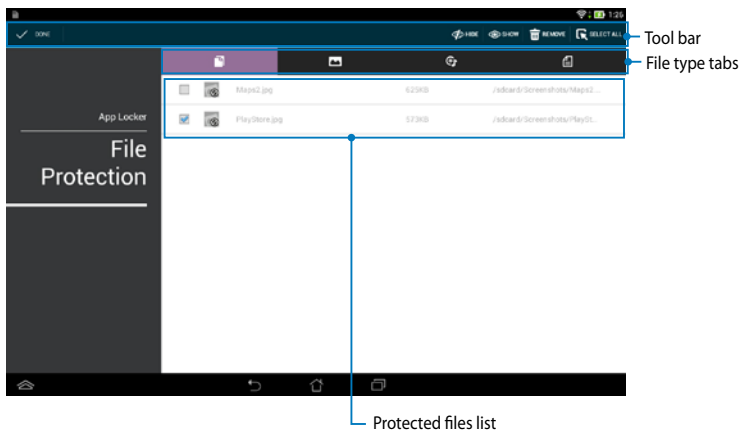 1:26
DONE HIDE SHOW REMOVE SELECT ALL
Tool bar
File type tabs
Maps2.jpg 625KB /sdcard/Screenshots/Maps2...
PlayStore.jpg 573KB /sdcard/Screenshots/PlaySt..
App Locker
File
Protection
Protected files list